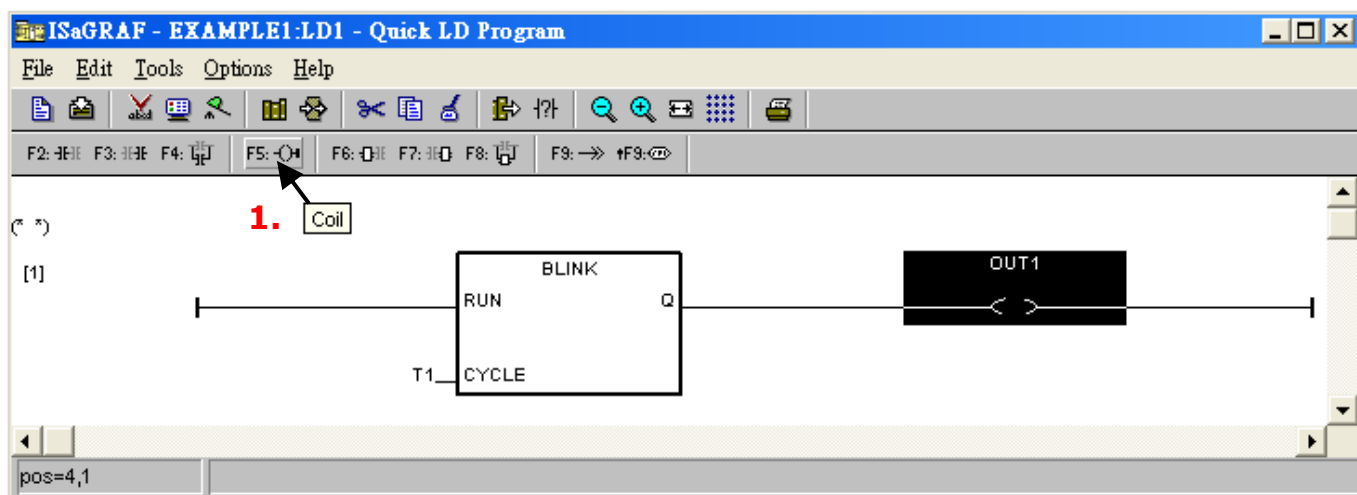 ISaGRAF - EXAMPLE1:LD1 - Quick LD Program
File Edit Tools Options Help
F2: F3: F4: F5: F6: F7: F8: F9: F9:
1. Coil
(* *)
[1]
BLINK
OUT1
RUN Q
T1 CYCLE
pos=4,1